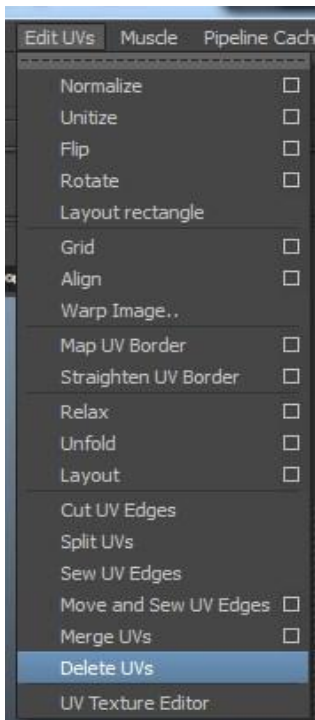 Edit UVs Muscle Pipeline Cach
Normalize
Unitize
Flip
Rotate
Layout rectangle
Grid
Align
Warp Image..
Map UV Border
Straighten UV Border
Relax
Unfold
Layout
Cut UV Edges
Split UVs
Sew UV Edges
Move and Sew UV Edges
Merge UVs
Delete UVs
UV Texture Editor